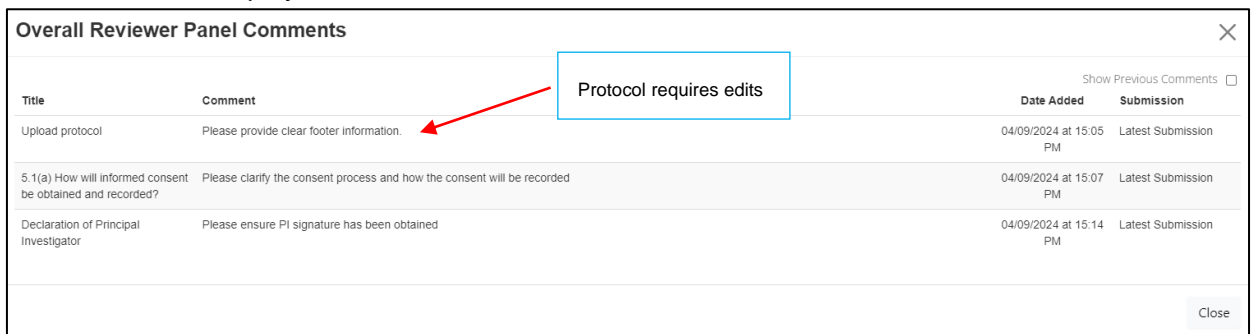 Overall Reviewer Panel Comments
Protocol requires edits
Show Previous Comments
Title Comment Date Added Submission
Upload protocol Please provide clear footer information. 04/09/2024 at 15:05 Latest Submission
PM
5.1(a) How will informed consent Please clarify the consent process and how the consent will be recorded 04/09/2024 at 15:07 Latest Submission
be obtained and recorded? PM
Declaration of Principal Please ensure PI signature has been obtained 04/09/2024 at 15:14 Latest Submission
Investigator PM
Close